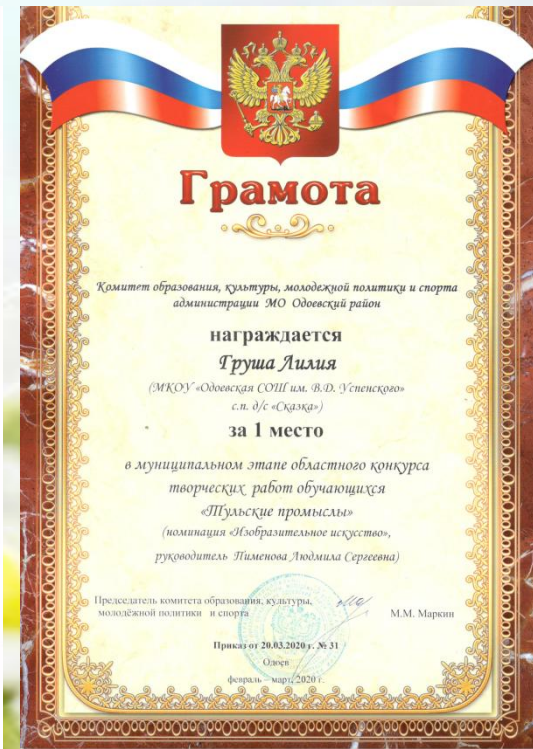 Грамота
Комитет образования, культуры, молодежной политики и спорта
администрации МО Одоевский район
награждается
Груша Лилия
(МКОУ «Одоевская СОШ им. В.Д. Успенского»
с.п. д/с «Сказка»)
за 1 место
в муниципальном этапе областного конкурса
творческих работ обучающихся
«Тульские промыслы»
(номинация «Изобразительное искусство»,
руководитель Пименова Людмила Сергеевна)
Председатель комитета образования, культуры,
молодёжной политики и спорта М.М. Маркин
Приказ от 20.03.2020 г. № 31
Одоев
февраль – март, 2020 г.